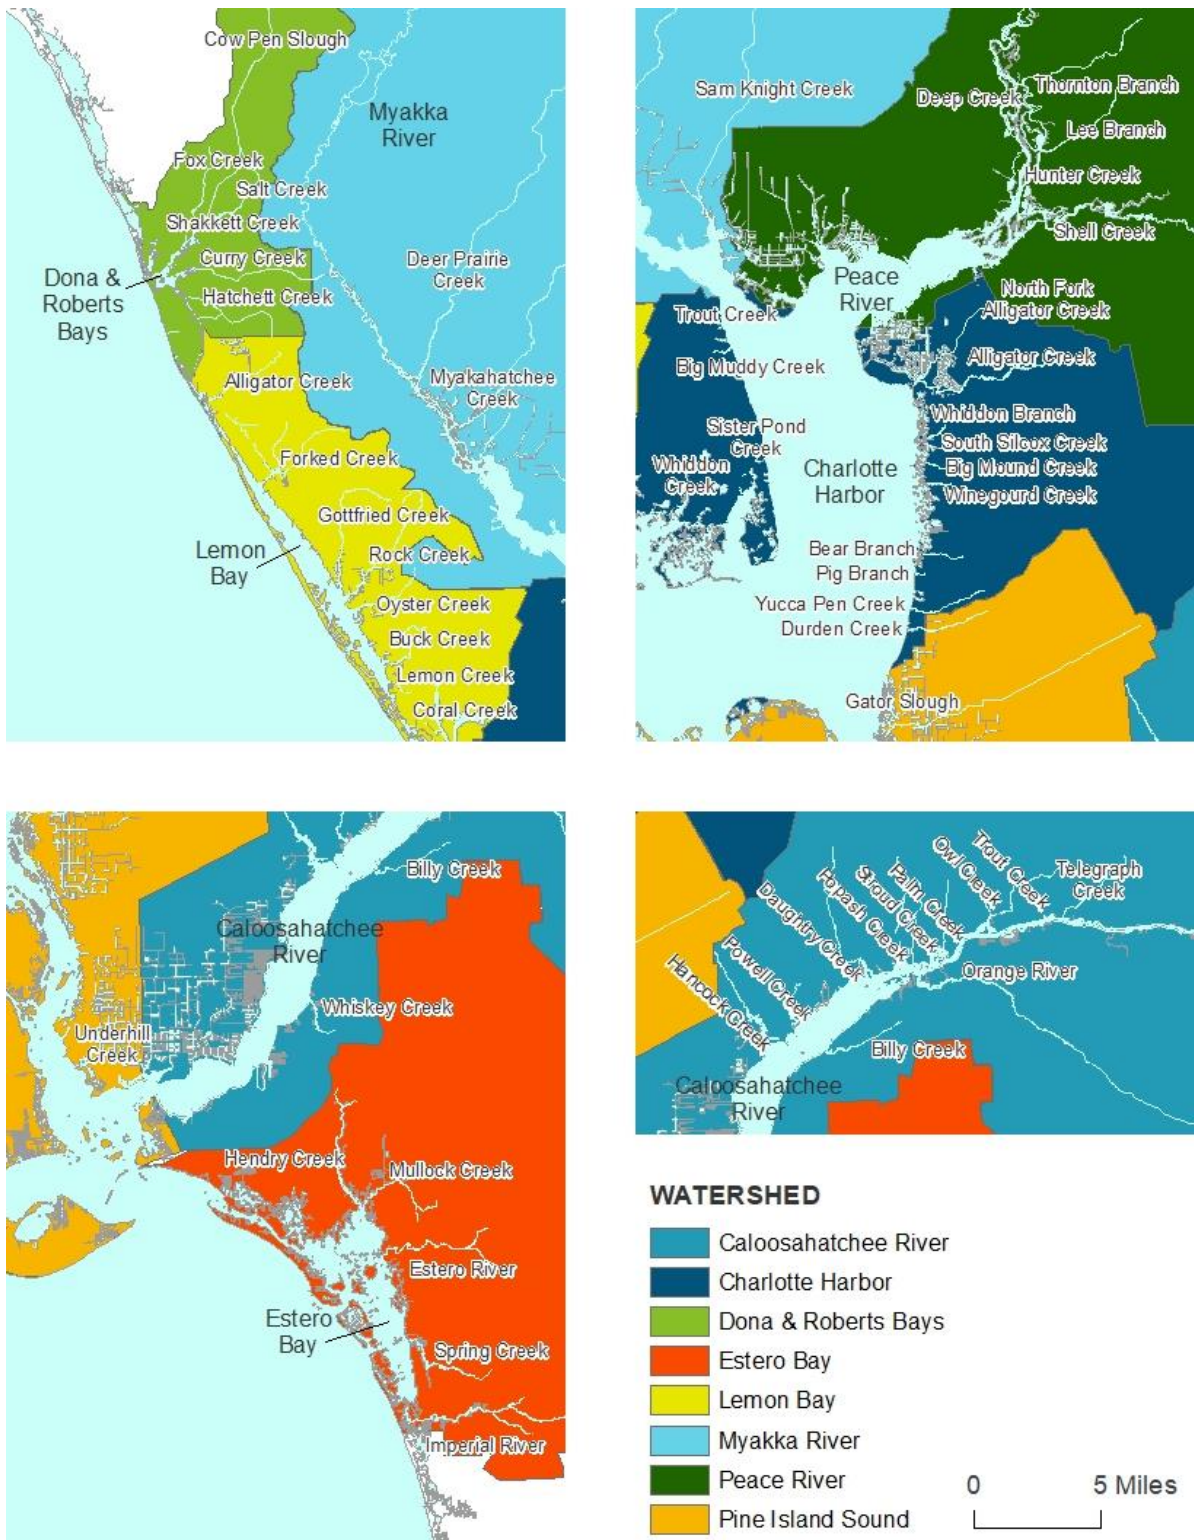 Cow Pen Slough
Myakka
River
Fox Creek
Salt Creek
Shakkett Creek
Curry Creek
Deer Prairie
Creek
Dona &
Roberts
Bays
Hatchett Creek
Alligator Creek
Myakahatchee
Creek
Forked Creek
Gottfried Creek
Lemon
Bay
Rock Creek
Oyster Creek
Buck Creek
Lemon Creek
Coral Creek
Sam Knight Creek
Deep Creek
Thornton Branch
Lee Branch
Hunter Creek
Shell Creek
Peace
River
North Fork
Alligator Creek
Trout Creek
Big Muddy Creek
Alligator Creek
Whiddon Branch
Sister Pond
Creek
South Silcox Creek
Whiddon
Creek
Charlotte
Harbor
Big Mound Creek
Winegourd Creek
Bear Branch
Pig Branch
Yucca Pen Creek
Durden Creek
Gator Slough
Billy Creek
Caloosahatchee
River
Whiskey Creek
Underhill
Creek
Hendry Creek
Mullock Creek
Estero River
Estero
Bay
Spring Creek
Imperial River
Hancock Creek
Powell Creek
Daughtry Creek
Popash Creek
Stroud Creek
Palm Creek
Owl Creek
Trout Creek
Telegraph
Creek
Orange River
Billy Creek
Caloosahatchee
River
WATERSHED
Caloosahatchee River
Charlotte Harbor
Dona & Roberts Bays
Estero Bay
Lemon Bay
Myakka River
Peace River
Pine Island Sound
0 5 Miles